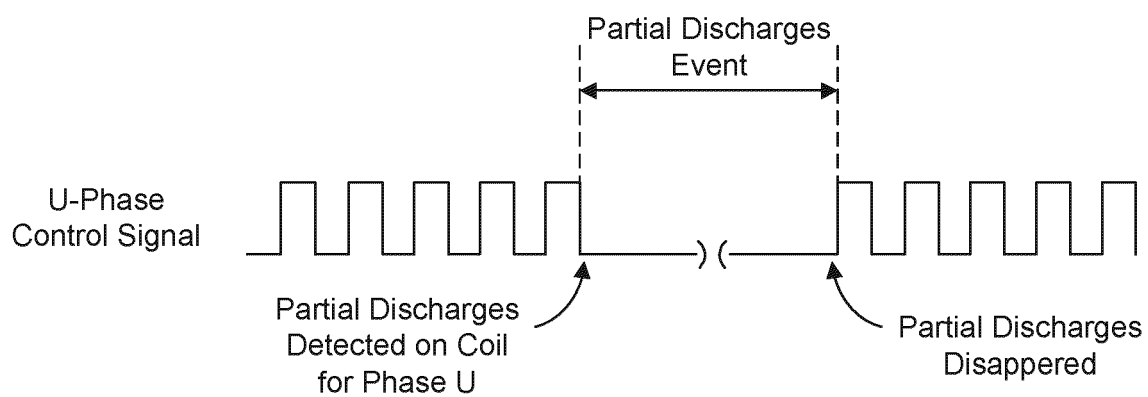 Partial Discharges
Event
U-Phase
Control Signal
Partial Discharges
Detected on Coil
for Phase U
Partial Discharges
Disappered